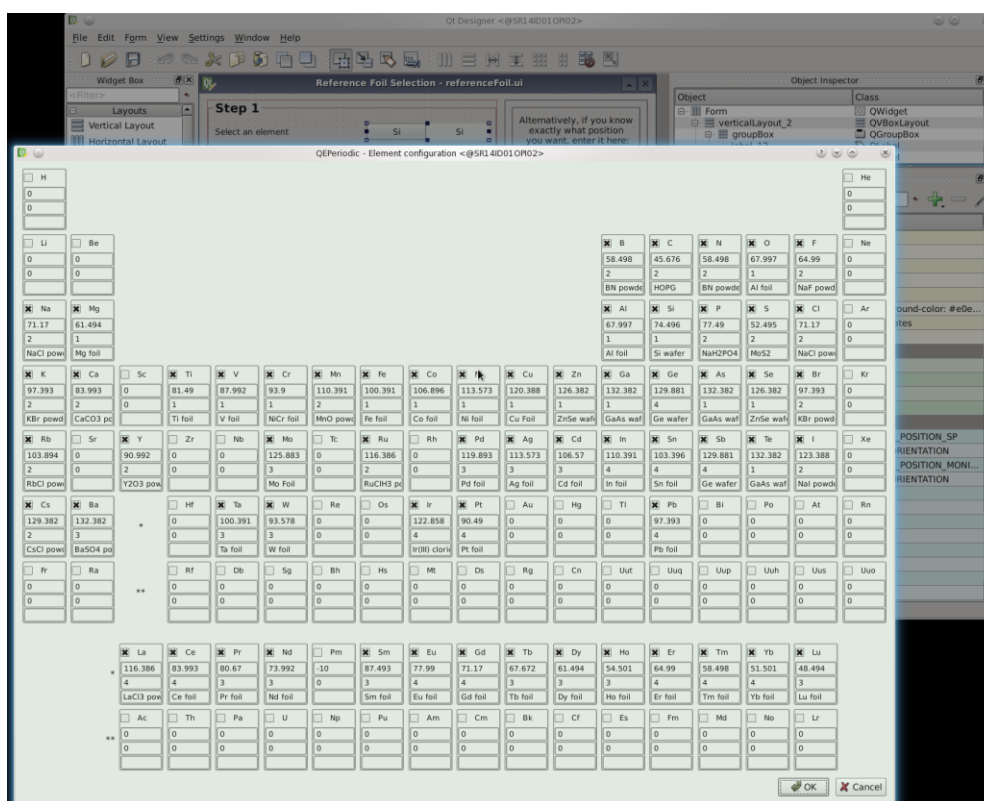 Qt Designer <@SR14ID01OPI02>
File Edit Form View Settings Window Help
Widget Box
<Filter>
Layouts
Vertical Layout
Horizontal Layout
Reference Foil Selection - referenceFoil.ui
Step 1
Select an element
Si
Si
Alternatively, if you know
exactly what position
you want, enter it here:
Object Inspector
Object Class
Form QWidget
verticalLayout_2 QVBoxLayout
groupBox QGroupBox
QEPeriodic - Element configuration <@SR14ID01OPI02>
H He
0 0
0 0
Li Be B C N O F Ne
0 0 58.498 45.676 58.498 67.997 64.99 0
0 0 2 2 2 1 2 0
BN powde HOPG BN powde Al foil NaF powd
Na Mg Al Si P S Cl Ar
71.17 61.494 67.997 74.496 77.49 52.495 71.17 0
2 1 1 1 2 2 2 0
NaCl pow Mg foil Al foil Si wafer NaH2PO4 MoS2 NaCl pow
K Ca Sc Ti V Cr Mn Fe Co Cu Zn Ga Ge As Se Br Kr
97.393 83.993 0 81.49 87.992 93.9 110.391 100.391 106.896 113.573 120.388 126.382 132.382 129.881 132.382 126.382 97.393 0
2 2 0 1 1 1 2 1 1 1 1 1 1 4 1 1 2 0
KBr powd CaCO3 po Ti foil V foil NiCr foil MnO powd Fe foil Co foil Ni foil Cu Foil ZnSe waf GaAs waf Ge wafer GaAs waf ZnSe waf KBr powd
Rb Sr Y Zr Nb Mo Tc Ru Rh Pd Ag Cd In Sn Sb Te I Xe
103.894 0 90.992 0 0 125.883 0 116.386 0 119.893 113.573 106.57 110.391 103.396 129.881 132.382 123.388 0
2 0 2 0 0 3 0 2 0 3 3 3 4 4 4 1 2 0
RbCl pow Y2O3 pow Mo Foil RuClH3 po Pd foil Ag foil Cd foil In foil Sn foil Ge wafer GaAs waf NaI powd
Cs Ba Hf Ta W Re Os Ir Pt Au Hg Tl Pb Bi Po At Rn
129.382 132.382 * 0 100.391 93.578 0 0 122.858 90.49 0 0 0 97.393 0 0 0 0
2 3 0 3 3 0 0 4 4 0 0 0 4 0 0 0 0
CsCl pow BaSO4 po Ta foil W foil Ir(III) clori Pt foil Pb foil
Fr Ra Rf Db Sg Bh Hs Mt Ds Rg Cn Uut Uuq Uup Uuh Uus Uuo
0 0 ** 0 0 0 0 0 0 0 0 0 0 0 0 0 0 0
0 0 0 0 0 0 0 0 0 0 0 0 0 0 0 0 0
La Ce Pr Nd Pm Sm Eu Gd Tb Dy Ho Er Tm Yb Lu
* 116.386 83.993 80.67 73.992 -10 87.493 77.99 71.17 67.672 61.494 54.501 64.99 58.498 51.501 48.494
4 4 3 3 0 3 4 4 3 4 3 4 4 4 3
LaCl3 pow Ce foil Pr foil Nd foil Sm foil Eu foil Gd foil Tb foil Dy foil Ho foil Er foil Tm foil Yb foil Lu foil
Ac Th Pa U Np Pu Am Cm Bk Cf Es Fm Md No Lr
** 0 0 0 0 0 0 0 0 0 0 0 0 0 0 0
0 0 0 0 0 0 0 0 0 0 0 0 0 0 0
OK Cancel
ound-color: #e0e...
ates
_POSITION_SP
RIENTATION
_POSITION_MONI...
RIENTATION